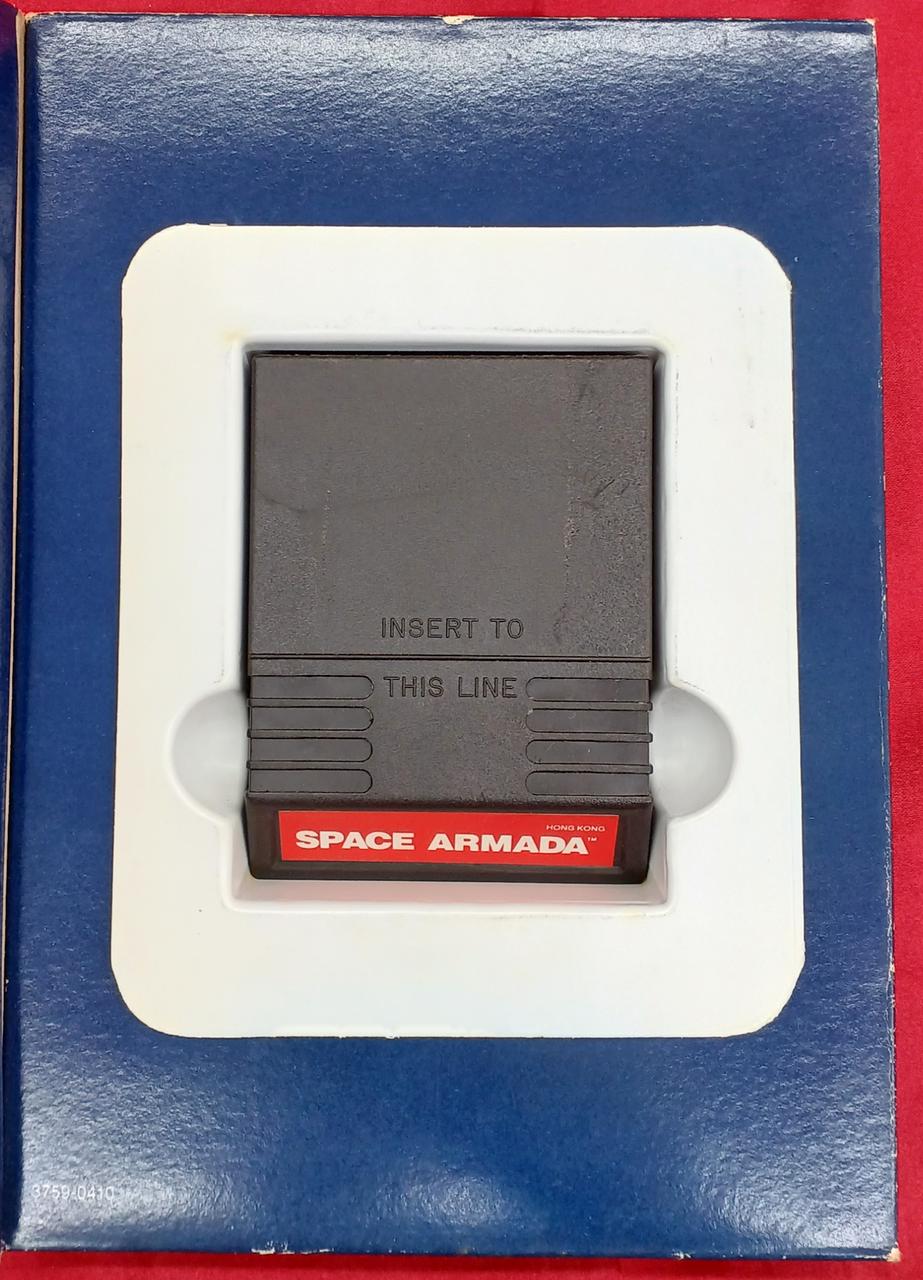 INSERT TO
THIS LINE
HONG KONG
SPACE ARMADA™
3759-0410